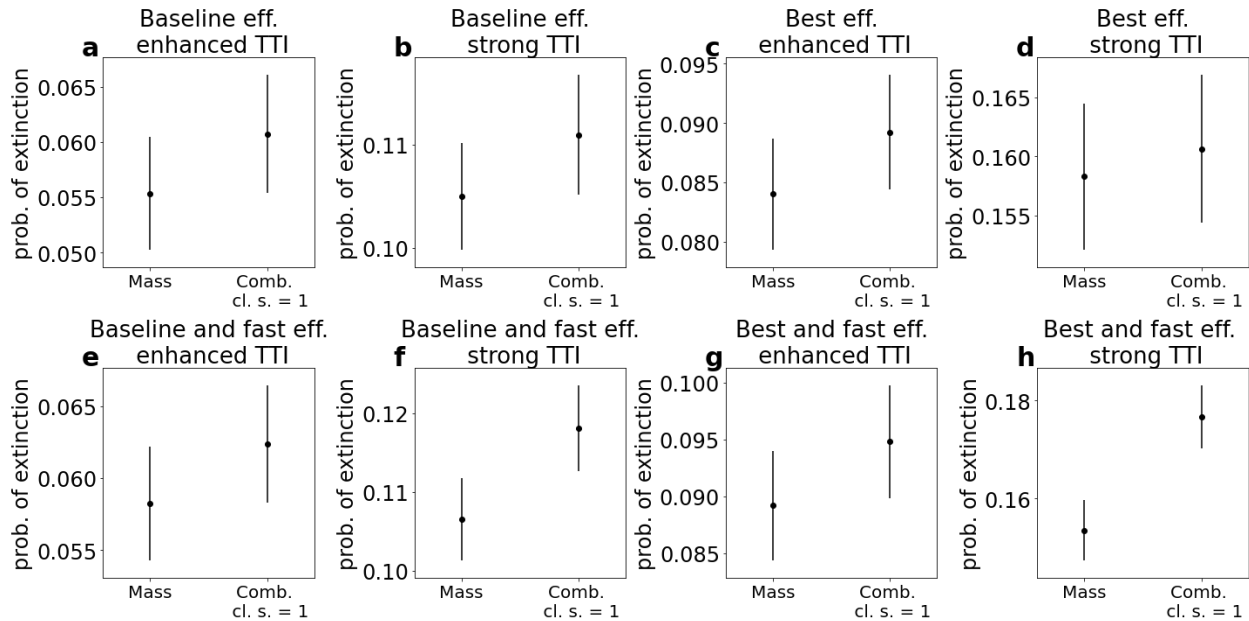 Baseline eff.
enhanced TTI
a
prob. of extinction
0.065
0.060
0.055
0.050
Mass
Comb.
cl. s. = 1
Baseline eff.
strong TTI
b
prob. of extinction
0.11
0.10
Mass
Comb.
cl. s. = 1
Best eff.
enhanced TTI
c
prob. of extinction
0.095
0.090
0.085
0.080
Mass
Comb.
cl. s. = 1
Best eff.
strong TTI
d
prob. of extinction
0.165
0.160
0.155
Mass
Comb.
cl. s. = 1
Baseline and fast eff.
enhanced TTI
e
prob. of extinction
0.065
0.060
0.055
Mass
Comb.
cl. s. = 1
Baseline and fast eff.
strong TTI
f
prob. of extinction
0.12
0.11
0.10
Mass
Comb.
cl. s. = 1
Best and fast eff.
enhanced TTI
g
prob. of extinction
0.100
0.095
0.090
0.085
Mass
Comb.
cl. s. = 1
Best and fast eff.
strong TTI
h
prob. of extinction
0.18
0.16
Mass
Comb.
cl. s. = 1